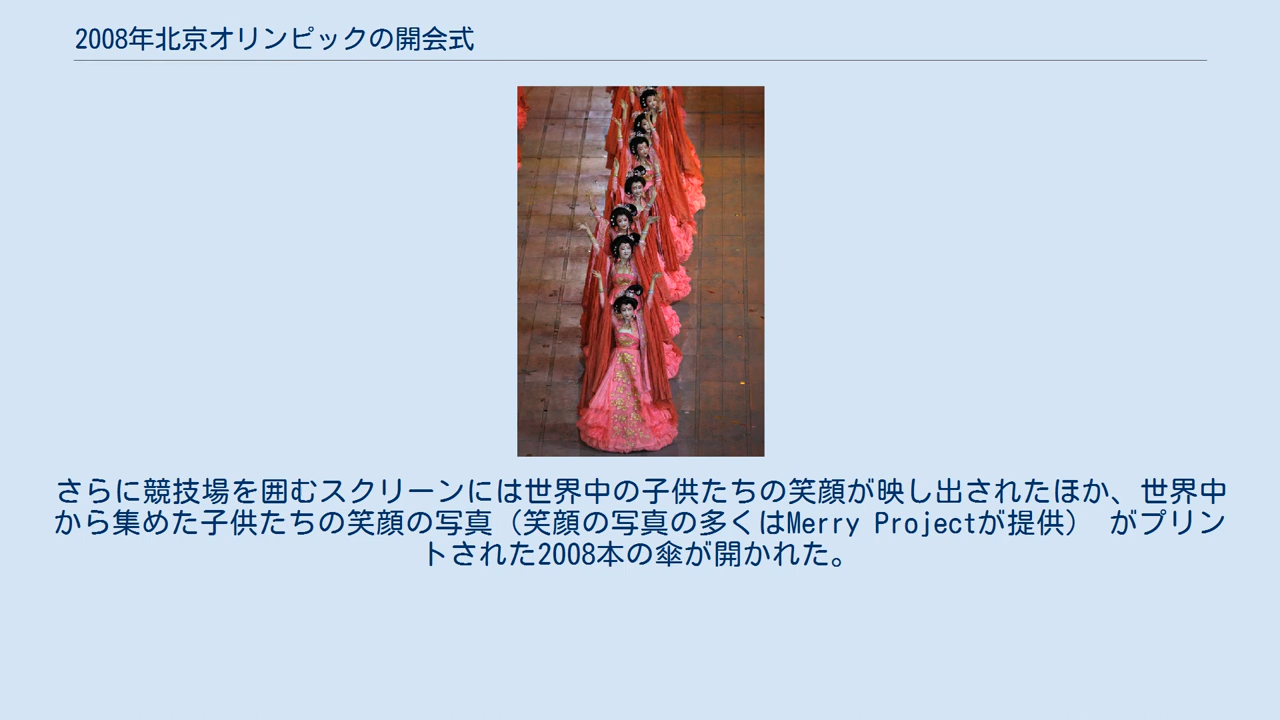 2008年北京オリンピックの開会式
さらに競技場を囲むスクリーンには世界中の子供たちの笑顔が映し出されたほか、世界中
から集めた子供たちの笑顔の写真（笑顔の写真の多くはMerry Projectが提供） がプリン
トされた2008本の傘が開かれた。